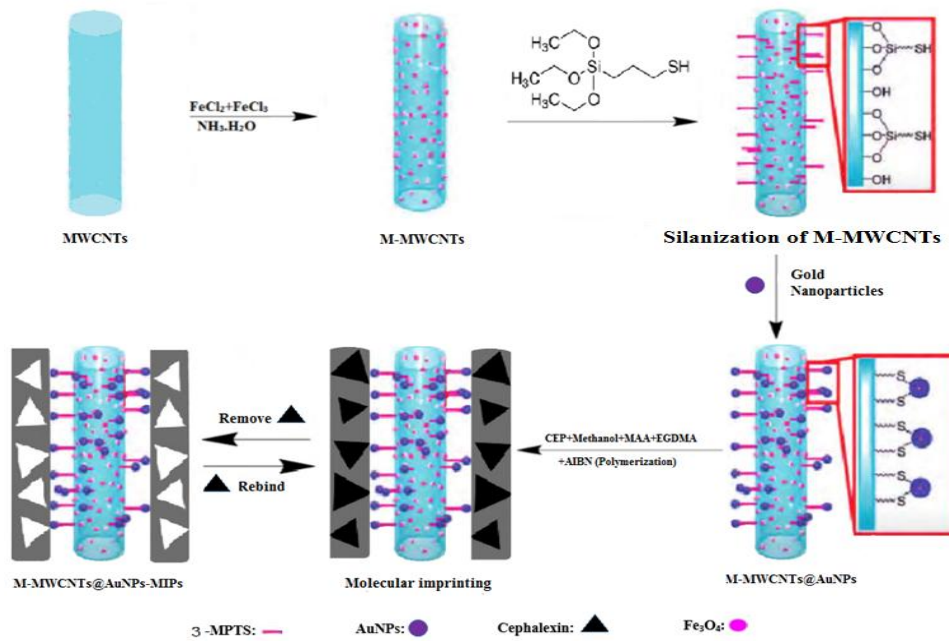 FeCl₂+FeCl₃
NH₃.H₂O
H₃C
O
H₃C
O
Si
SH
H₃C
O
O
O
Si
SH
O
OH
O
O
Si
SH
O
OH
MWCNTs
M-MWCNTs
Silanization of M-MWCNTs
Gold
Nanoparticles
Remove
Rebind
CEP+Methanol+MAA+EGDMA
+AIBN (Polymerization)
S
S
S
S
S
S
M-MWCNTs@AuNPs-MIPs
Molecular imprinting
M-MWCNTs@AuNPs
3 -MPTS:
AuNPs:
Cephalexin:
Fe₃O₄: